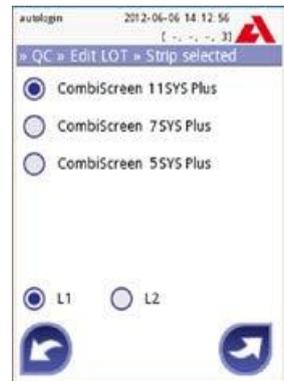 autologin 2012-06-06 14:12:56
[ -, -, -, 3]
» QC » Edit LOT » Strip selected
CombiScreen 11SYS Plus
CombiScreen 7SYS Plus
CombiScreen 5SYS Plus
L1 L2